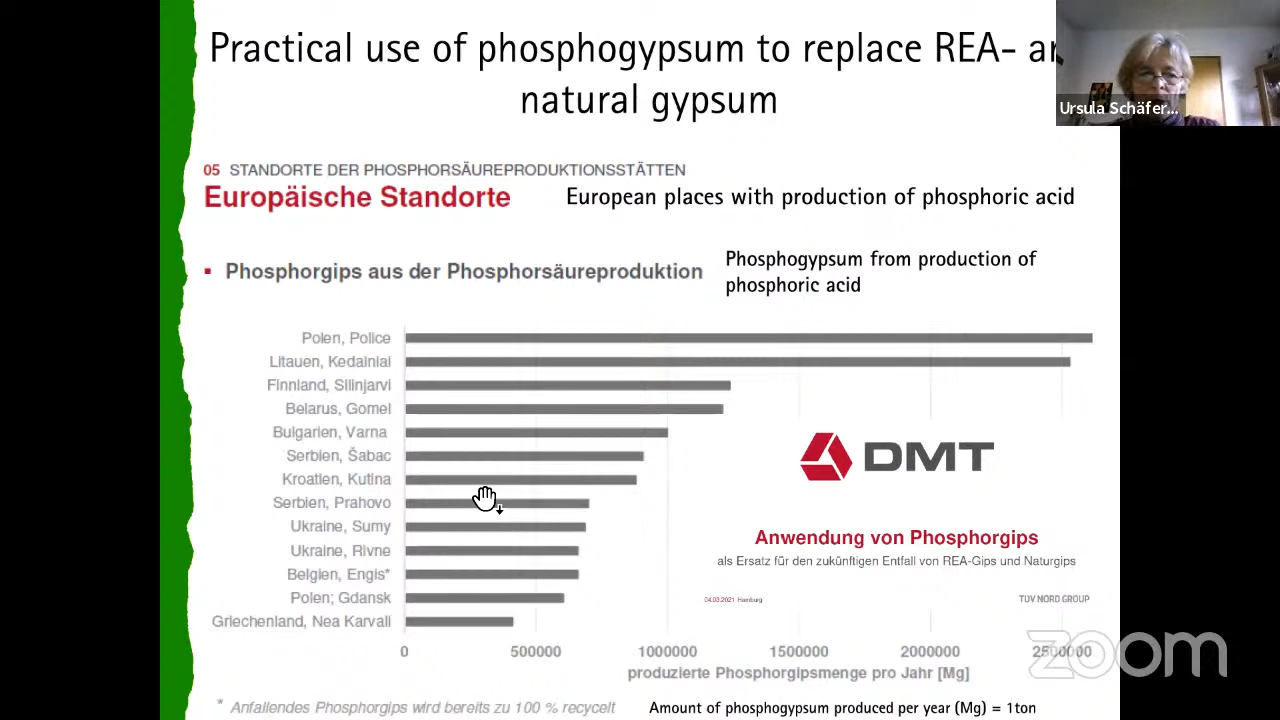 Practical use of phosphogypsum to replace REA- an
natural gypsum
Ursula Schäfer...
05 STANDORTE DER PHOSPHORSÄUREPRODUKTIONSSTÄTTEN
Europäische Standorte
European places with production of phosphoric acid
▪ Phosphorgips aus der Phosphorsäureproduktion
Phosphogypsum from production of
phosphoric acid
Polen, Police
Litauen, Kedainiai
Finnland, Siilinjarvi
Belarus, Gomel
Bulgarien, Varna
Serbien, Šabac
Kroatien, Kutina
Serbien, Prahovo
Ukraine, Sumy
Ukraine, Rivne
Belgien, Engis*
Polen; Gdansk
Griechenland, Nea Karvali
0 500000 1000000 1500000 2000000 2500000
produzierte Phosphorgipsmenge pro Jahr [Mg]
DMT
Anwendung von Phosphorgips
als Ersatz für den zukünftigen Entfall von REA-Gips und Naturgips
04.03.2021 Hamburg
TÜV NORD GROUP
zoom
* Anfallendes Phosphorgips wird bereits zu 100 % recycelt
Amount of phosphogypsum produced per year (Mg) = 1ton